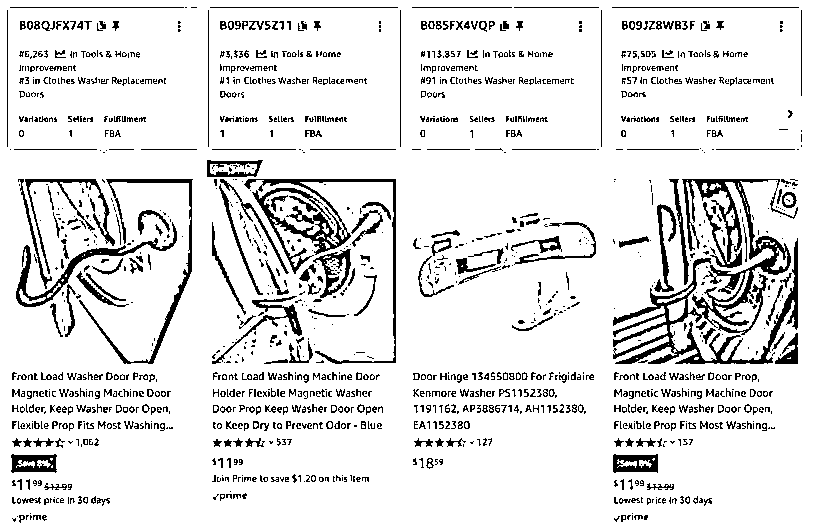 B08QJFX74T
#6,263 in Tools & Home
Improvement
#3 in Clothes Washer Replacement
Doors
Variations Sellers Fulfillment
0 1 FBA
B09PZV5Z11
#3,336 in Tools & Home
Improvement
#1 in Clothes Washer Replacement
Doors
Variations Sellers Fulfillment
1 1 FBA
B085FX4VQP
#113,857 in Tools & Home
Improvement
#91 in Clothes Washer Replacement
Doors
Variations Sellers Fulfillment
0 1 FBA
B09JZ8WB3F
#75,505 in Tools & Home
Improvement
#57 in Clothes Washer Replacement
Doors
Variations Sellers Fulfillment
0 1 FBA
Front Load Washer Door Prop,
Magnetic Washing Machine Door
Holder, Keep Washer Door Open,
Flexible Prop Fits Most Washing...
1,062
Save 8%
$11.99 $12.99
Lowest price in 30 days
prime
Front Load Washing Machine Door
Holder Flexible Magnetic Washer
Door Prop Keep Washer Door Open
to Keep Dry to Prevent Odor - Blue
537
$11.99
Join Prime to save $1.20 on this item
prime
Door Hinge 134550800 For Frigidaire
Kenmore Washer PS1152380,
T191162, AP3886714, AH1152380,
EA1152380
127
$18.59
Front Load Washer Door Prop,
Magnetic Washing Machine Door
Holder, Keep Washer Door Open,
Flexible Prop Fits Most Washing...
157
Save 8%
$11.99 $12.99
Lowest price in 30 days
prime